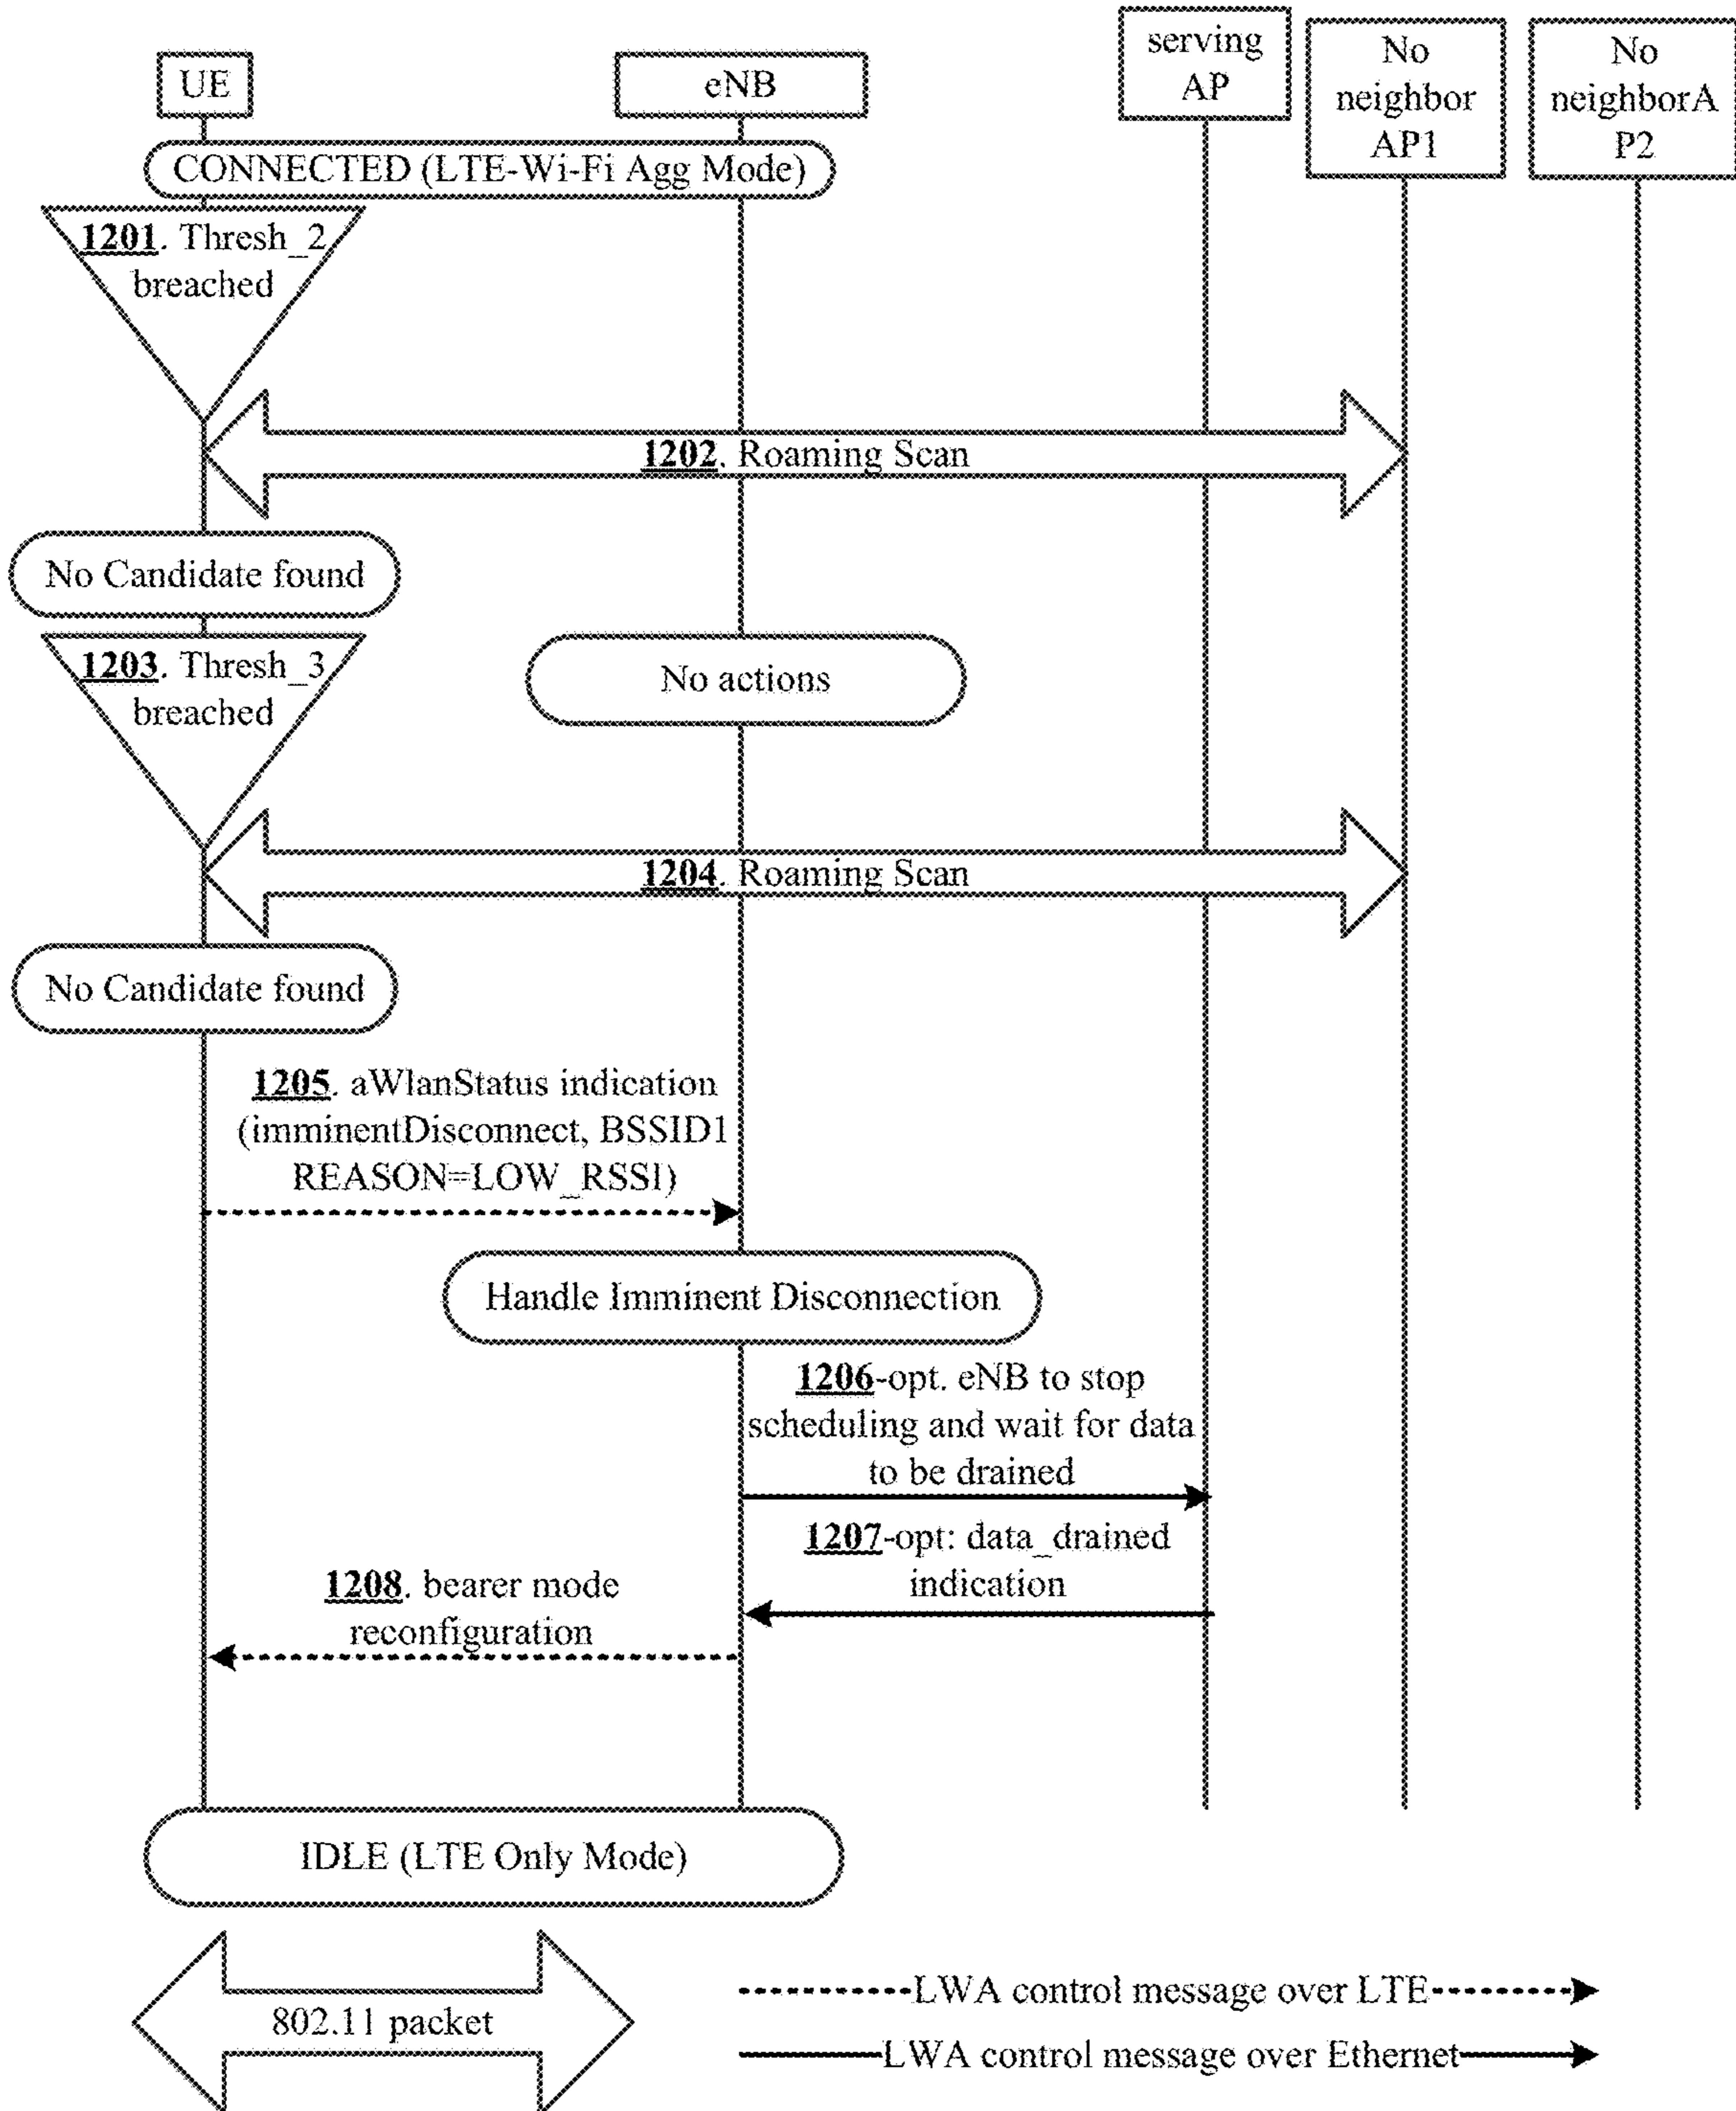 UE
eNB
serving
AP
No
neighbor
AP1
No
neighborA
P2
CONNECTED (LTE-Wi-Fi Agg Mode)
1201. Thresh_2
breached
1202. Roaming Scan
No Candidate found
1203. Thresh_3
breached
No actions
1204. Roaming Scan
No Candidate found
1205. aWlanStatus indication
(imminentDisconnect, BSSID1
REASON=LOW_RSSI)
Handle Imminent Disconnection
1206-opt. eNB to stop
scheduling and wait for data
to be drained
1207-opt: data_drained
indication
1208. bearer mode
reconfiguration
IDLE (LTE Only Mode)
802.11 packet
LWA control message over LTE
LWA control message over Ethernet